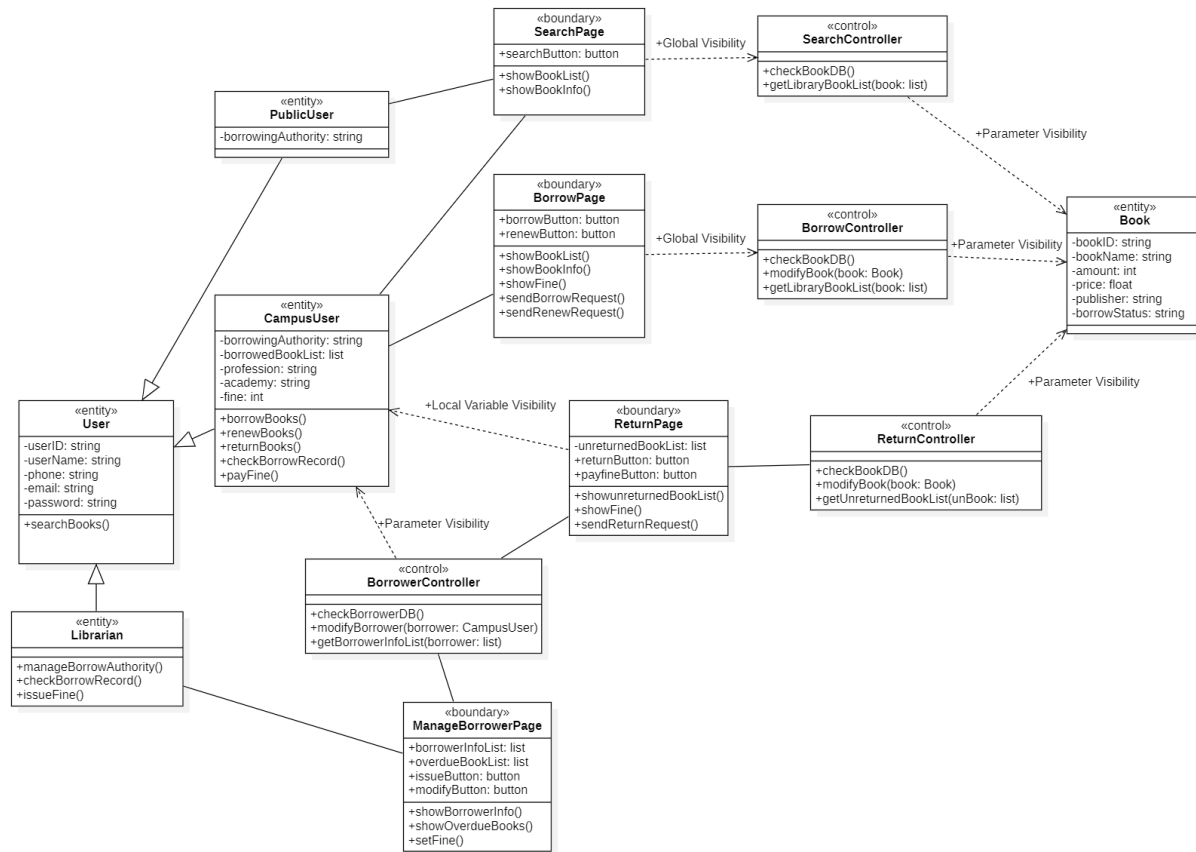 «boundary»
SearchPage
+searchButton: button
+showBookList()
+showBookInfo()
+Global Visibility
«control»
SearchController
+checkBookDB()
+getLibraryBookList(book: list)
+Parameter Visibility
«entity»
PublicUser
-borrowingAuthority: string
«boundary»
BorrowPage
+borrowButton: button
+renewButton: button
+showBookList()
+showBookInfo()
+showFine()
+sendBorrowRequest()
+sendRenewRequest()
+Global Visibility
«control»
BorrowController
+checkBookDB()
+modifyBook(book: Book)
+getLibraryBookList(book: list)
+Parameter Visibility
«entity»
Book
-bookID: string
-bookName: string
-amount: int
-price: float
-publisher: string
-borrowStatus: string
«entity»
CampusUser
-borrowingAuthority: string
-borrowedBookList: list
-profession: string
-academy: string
-fine: int
+borrowBooks()
+renewBooks()
+returnBooks()
+checkBorrowRecord()
+payFine()
+Local Variable Visibility
+Parameter Visibility
«entity»
User
-userID: string
-userName: string
-phone: string
-email: string
-password: string
+searchBooks()
«boundary»
ReturnPage
-unreturnedBookList: list
+returnButton: button
+payfineButton: button
+showunreturnedBookList()
+showFine()
+sendReturnRequest()
«control»
ReturnController
+checkBookDB()
+modifyBook(book: Book)
+getUnreturnedBookList(unBook: list)
+Parameter Visibility
«control»
BorrowerController
+checkBorrowerDB()
+modifyBorrower(borrower: CampusUser)
+getBorrowerInfoList(borrower: list)
«entity»
Librarian
+manageBorrowAuthority()
+checkBorrowRecord()
+issueFine()
«boundary»
ManageBorrowerPage
+borrowerInfoList: list
+overdueBookList: list
+issueButton: button
+modifyButton: button
+showBorrowerInfo()
+showOverdueBooks()
+setFine()